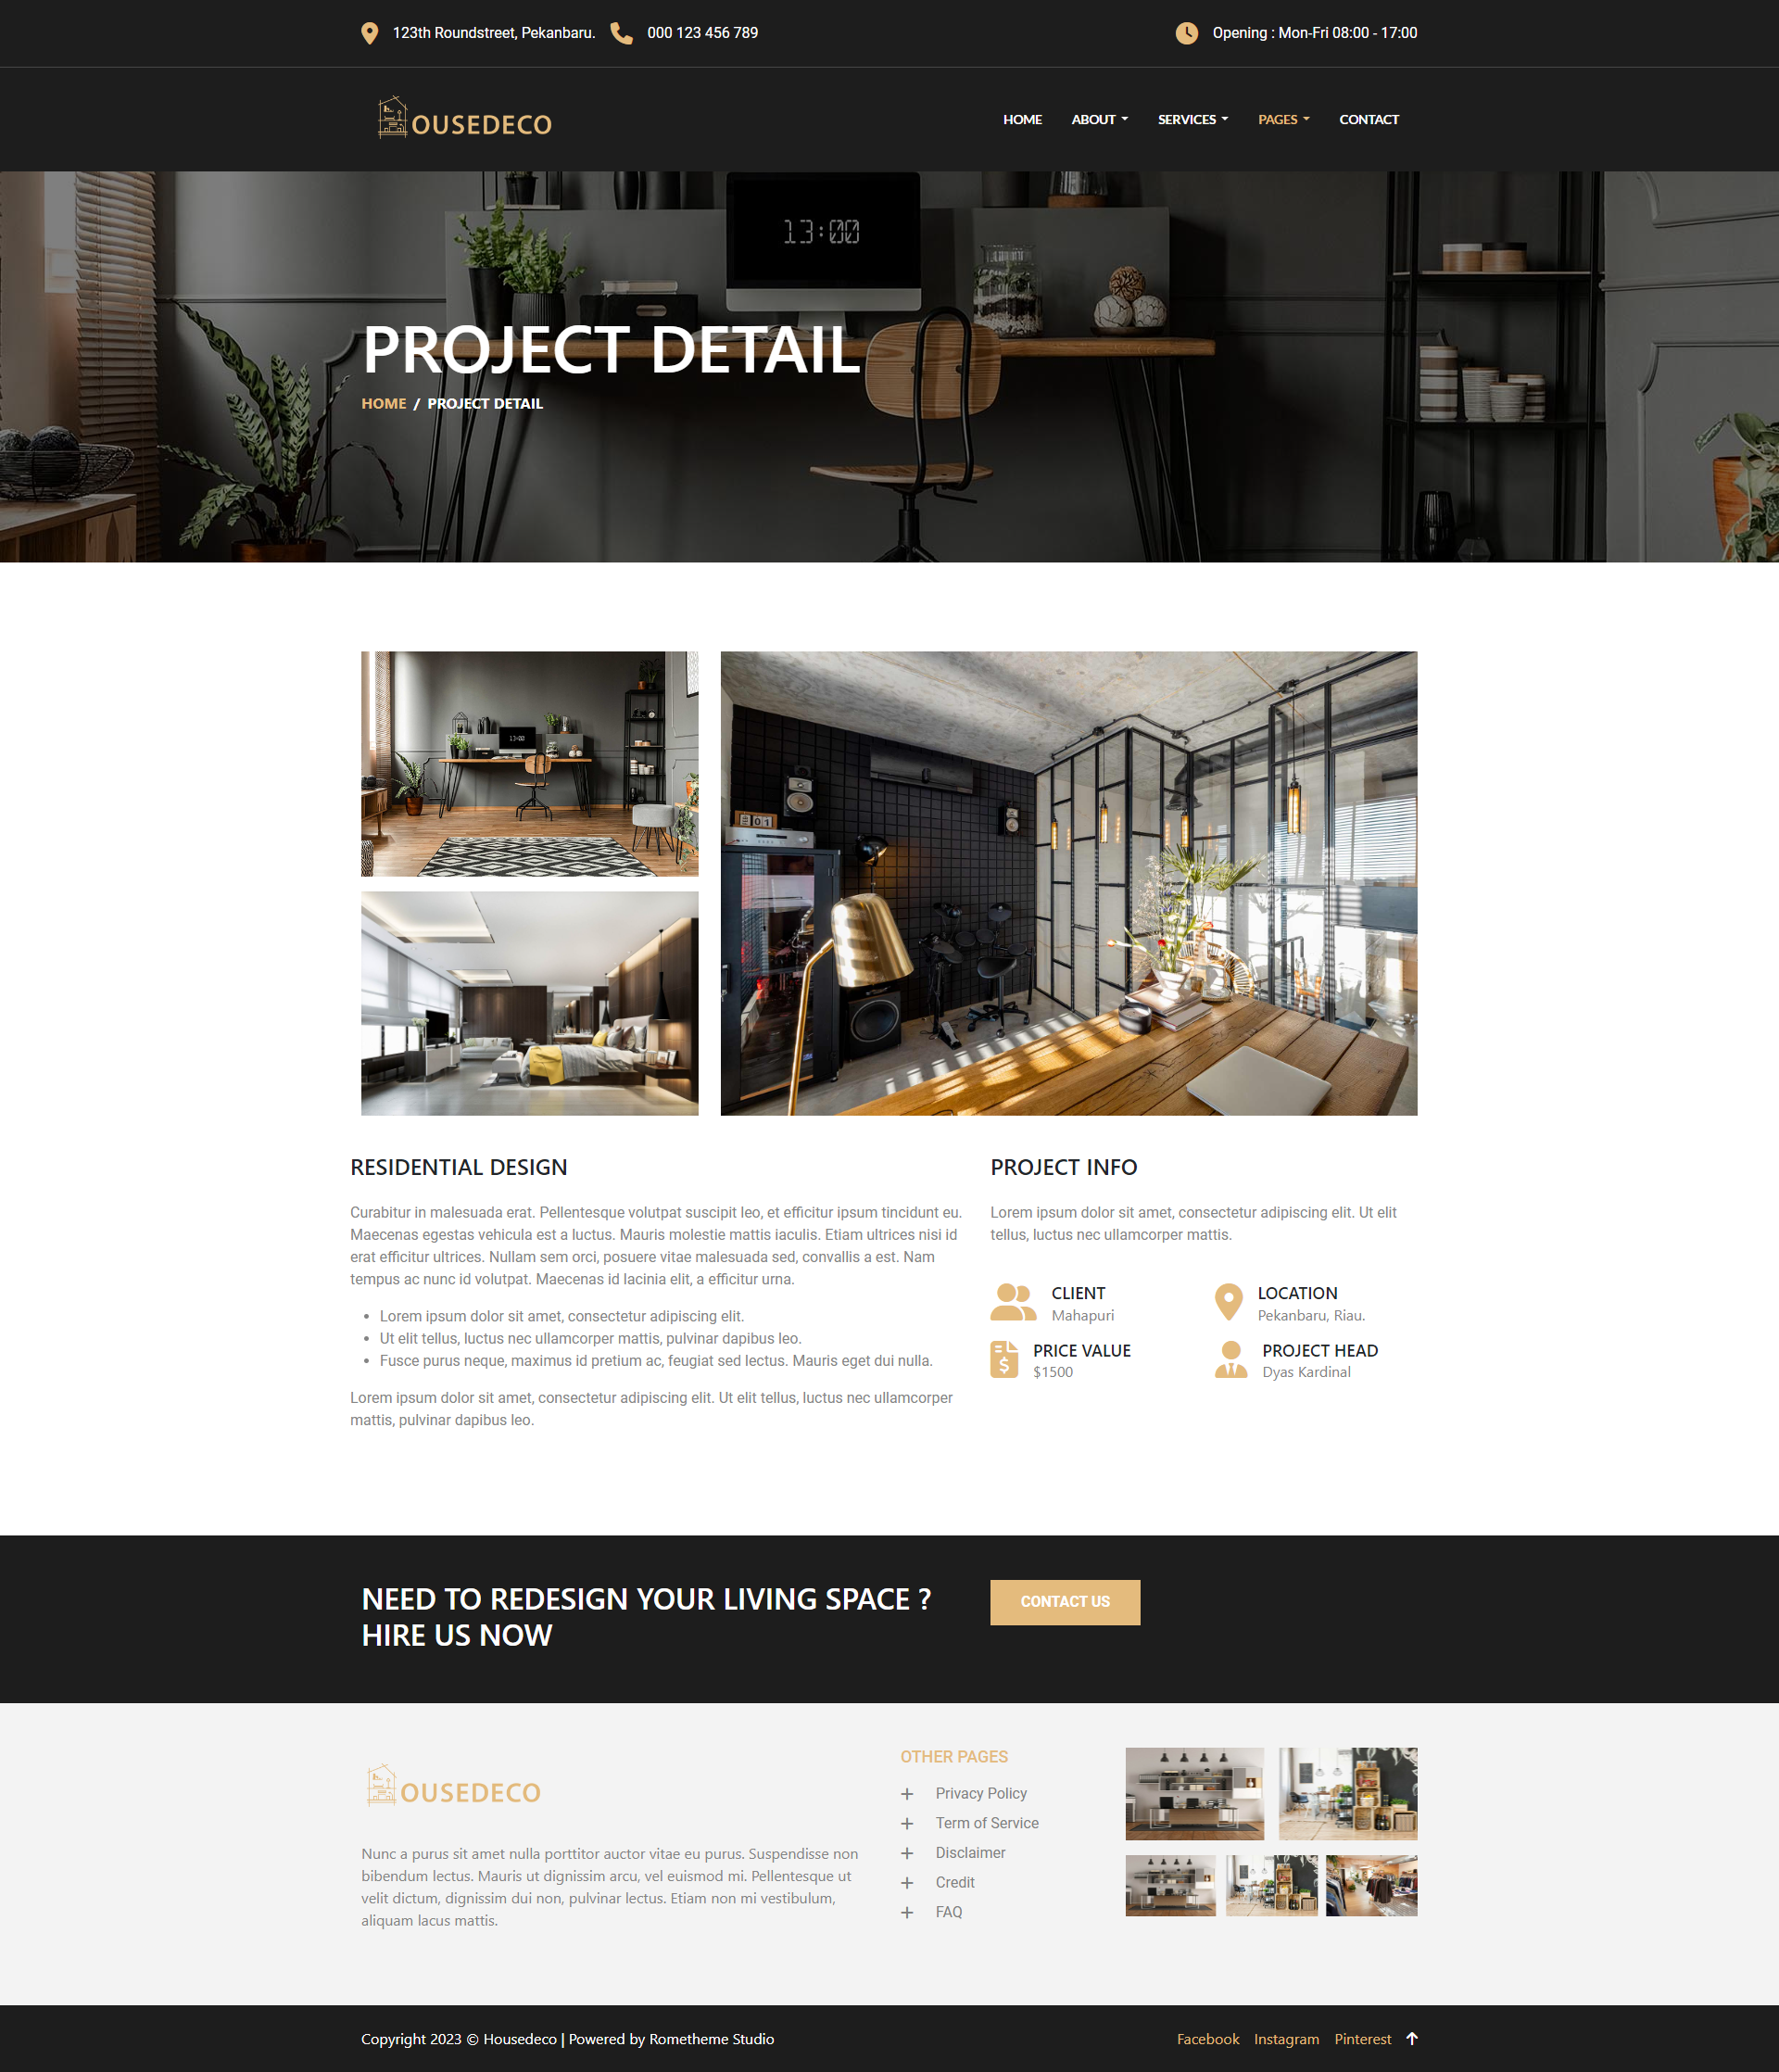 123th Roundstreet, Pekanbaru. 000 123 456 789 Opening : Mon-Fri 08:00 - 17:00
OUSEDECO HOME ABOUT SERVICES PAGES CONTACT
13:00
PROJECT DETAIL
HOME / PROJECT DETAIL
13:00
01
RESIDENTIAL DESIGN
Curabitur in malesuada erat. Pellentesque volutpat suscipit leo, et efficitur ipsum tincidunt eu.
Maecenas egestas vehicula est a luctus. Mauris molestie mattis iaculis. Etiam ultrices nisi id
erat efficitur ultrices. Nullam sem orci, posuere vitae malesuada sed, convallis a est. Nam
tempus ac nunc id volutpat. Maecenas id lacinia elit, a efficitur urna.
• Lorem ipsum dolor sit amet, consectetur adipiscing elit.
• Ut elit tellus, luctus nec ullamcorper mattis, pulvinar dapibus leo.
• Fusce purus neque, maximus id pretium ac, feugiat sed lectus. Mauris eget dui nulla.
Lorem ipsum dolor sit amet, consectetur adipiscing elit. Ut elit tellus, luctus nec ullamcorper
mattis, pulvinar dapibus leo.
PROJECT INFO
Lorem ipsum dolor sit amet, consectetur adipiscing elit. Ut elit
tellus, luctus nec ullamcorper mattis.
CLIENT
Mahapuri
LOCATION
Pekanbaru, Riau.
PRICE VALUE
$1500
PROJECT HEAD
Dyas Kardinal
NEED TO REDESIGN YOUR LIVING SPACE ?
HIRE US NOW
CONTACT US
OUSEDECO
Nunc a purus sit amet nulla porttitor auctor vitae eu purus. Suspendisse non
bibendum lectus. Mauris ut dignissim arcu, vel euismod mi. Pellentesque ut
velit dictum, dignissim dui non, pulvinar lectus. Etiam non mi vestibulum,
aliquam lacus mattis.
OTHER PAGES
Privacy Policy
Term of Service
Disclaimer
Credit
FAQ
Copyright 2023 © Housedeco | Powered by Rometheme Studio
Facebook Instagram Pinterest